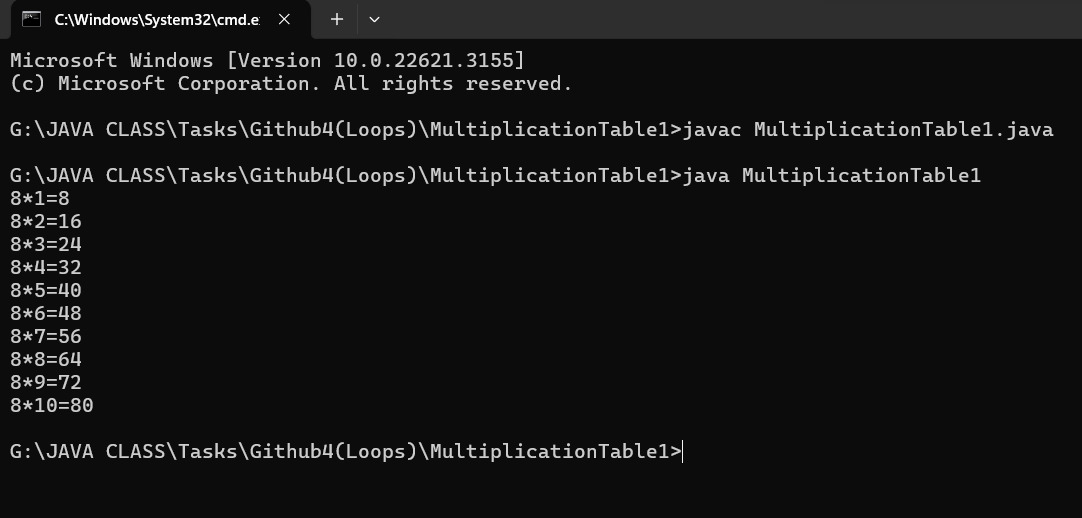 C:\Windows\System32\cmd.e
Microsoft Windows [Version 10.0.22621.3155]
(c) Microsoft Corporation. All rights reserved.
G:\JAVA CLASS\Tasks\Github4(Loops)\MultiplicationTable1>javac MultiplicationTable1.java
G:\JAVA CLASS\Tasks\Github4(Loops)\MultiplicationTable1>java MultiplicationTable1
8*1=8
8*2=16
8*3=24
8*4=32
8*5=40
8*6=48
8*7=56
8*8=64
8*9=72
8*10=80
G:\JAVA CLASS\Tasks\Github4(Loops)\MultiplicationTable1>